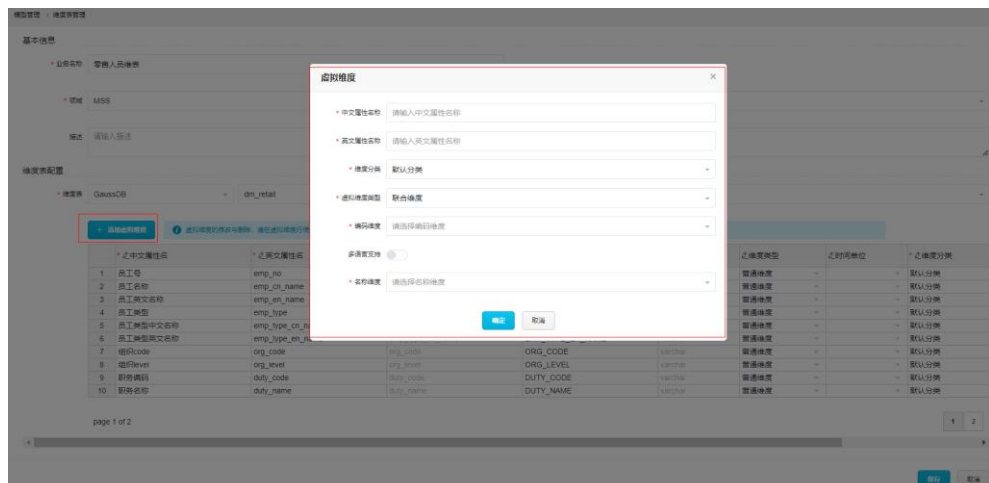 模型管理 > 维度表管理
基本信息
* 业务名称 零售人员维表
* 领域 MSS
描述 请输入描述
维度表配置
* 维度表 GaussDB dm_retail
+ 添加虚拟维度
虚拟维度
* 中文属性名称 请输入中文属性名称
* 英文属性名称 请输入英文属性名称
* 维度分类 默认分类
* 虚拟维度类型 联合维度
* 编码维度 请选择编码维度
多语言支持
* 名称维度 请选择名称维度
确定 取消
* 中文属性名 * 英文属性名 维度类型 时间单位 * 维度分类
1 员工号 emp_no 普通维度 默认分类
2 员工名称 emp_cn_name 普通维度 默认分类
3 员工英文名称 emp_en_name 普通维度 默认分类
4 员工类型 emp_type 普通维度 默认分类
5 员工类型中文名称 emp_type_cn_na 普通维度 默认分类
6 员工类型英文名称 emp_type_en_n 普通维度 默认分类
7 组织code org_code org_code ORG_CODE varchar 普通维度 默认分类
8 组织level org_level org_level ORG_LEVEL varchar 普通维度 默认分类
9 职务编码 duty_code duty_code DUTY_CODE varchar 普通维度 默认分类
10 职务名称 duty_name duty_name DUTY_NAME varchar 普通维度 默认分类
page 1 of 2 1 2
保存 取消